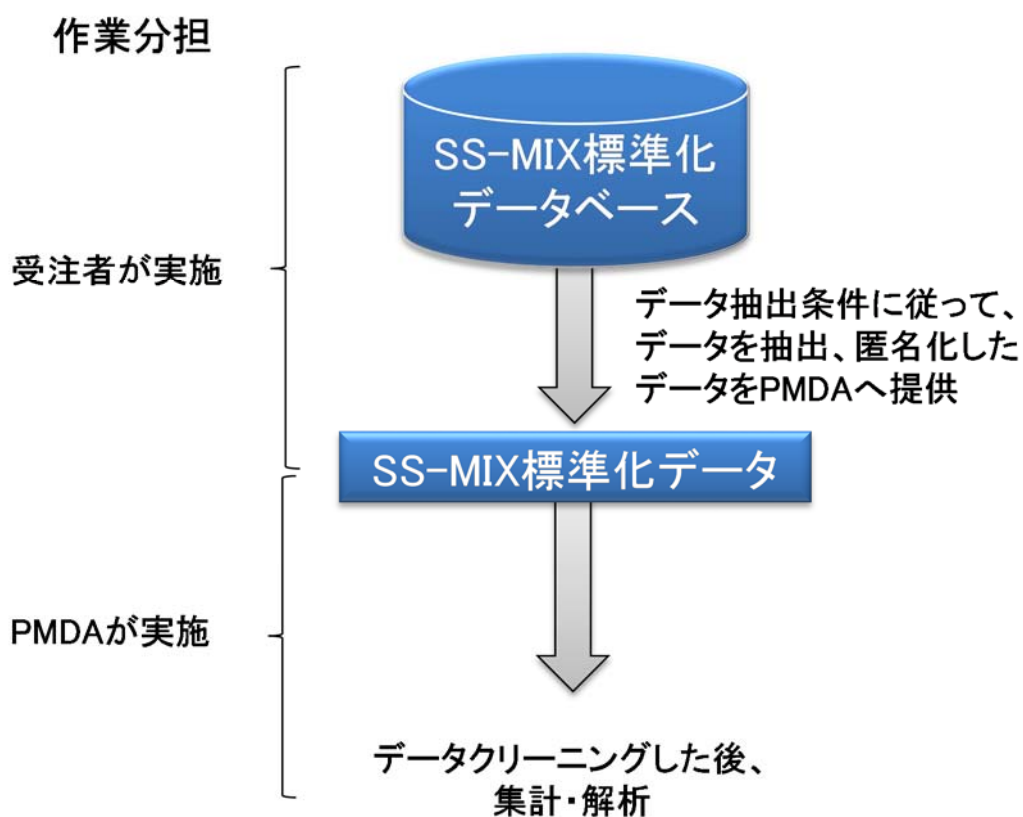 作業分担
SS-MIX標準化
データベース
受注者が実施
データ抽出条件に従って、
データを抽出、匿名化した
データをPMDAへ提供
SS-MIX標準化データ
PMDAが実施
データクリーニングした後、
集計・解析